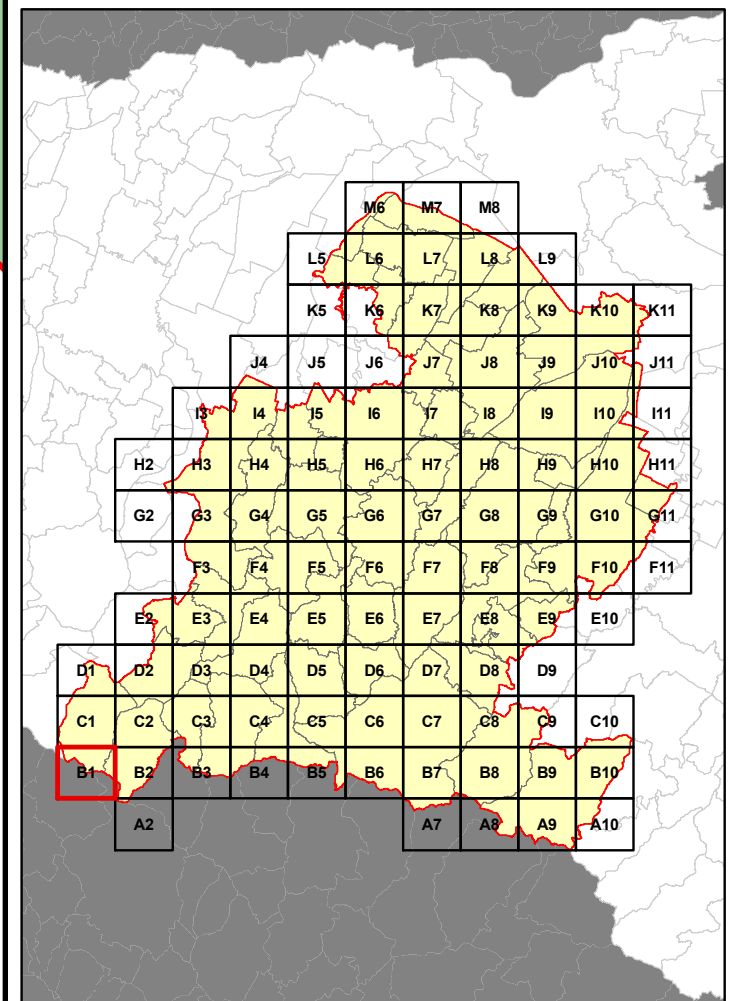 M6 M7 M8
L5 L6 L7 L8 L9
K5 K6 K7 K8 K9 K10 K11
J4 J5 J6 J7 J8 J9 J10 J11
I3 I4 I5 I6 I7 I8 I9 I10 I11
H2 H3 H4 H5 H6 H7 H8 H9 H10 H11
G2 G3 G4 G5 G6 G7 G8 G9 G10 G11
F3 F4 F5 F6 F7 F8 F9 F10 F11
E2 E3 E4 E5 E6 E7 E8 E9 E10
D1 D2 D3 D4 D5 D6 D7 D8 D9
C1 C2 C3 C4 C5 C6 C7 C8 C9 C10
B1 B2 B3 B4 B5 B6 B7 B8 B9 B10
A2 A7 A8 A9 A10